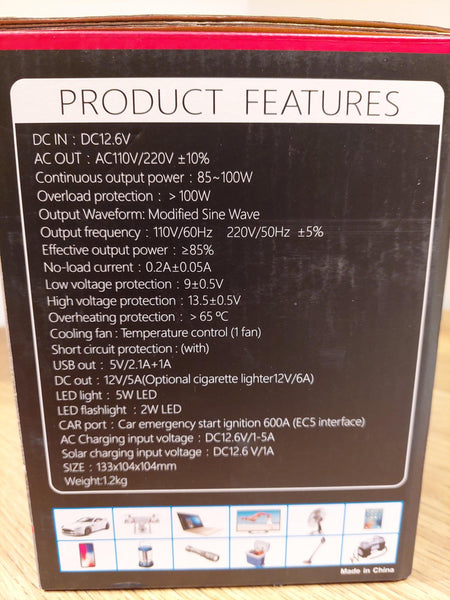 PRODUCT FEATURES
DC IN : DC12.6V
AC OUT : AC110V/220V ±10%
Continuous output power : 85~100W
Overload protection : >100W
Output Waveform: Modified Sine Wave
Output frequency : 110V/60Hz 220V/50Hz ±5%
Effective output power : ≥85%
No-load current : 0.2A±0.05A
Low voltage protection : 9±0.5V
High voltage protection : 13.5±0.5V
Overheating protection : >65 ºC
Cooling fan : Temperature control (1 fan)
Short circuit protection : (with)
USB out : 5V/2.1A+1A
DC out : 12V/5A(Optional cigarette lighter12V/6A)
LED light : 5W LED
LED flashlight : 2W LED
CAR port : Car emergency start ignition 600A (EC5 interface)
AC Charging input voltage : DC12.6V/1-5A
Solar charging input voltage : DC12.6 V/1A
SIZE : 133x104x104mm
Weight:1.2kg
Made in China